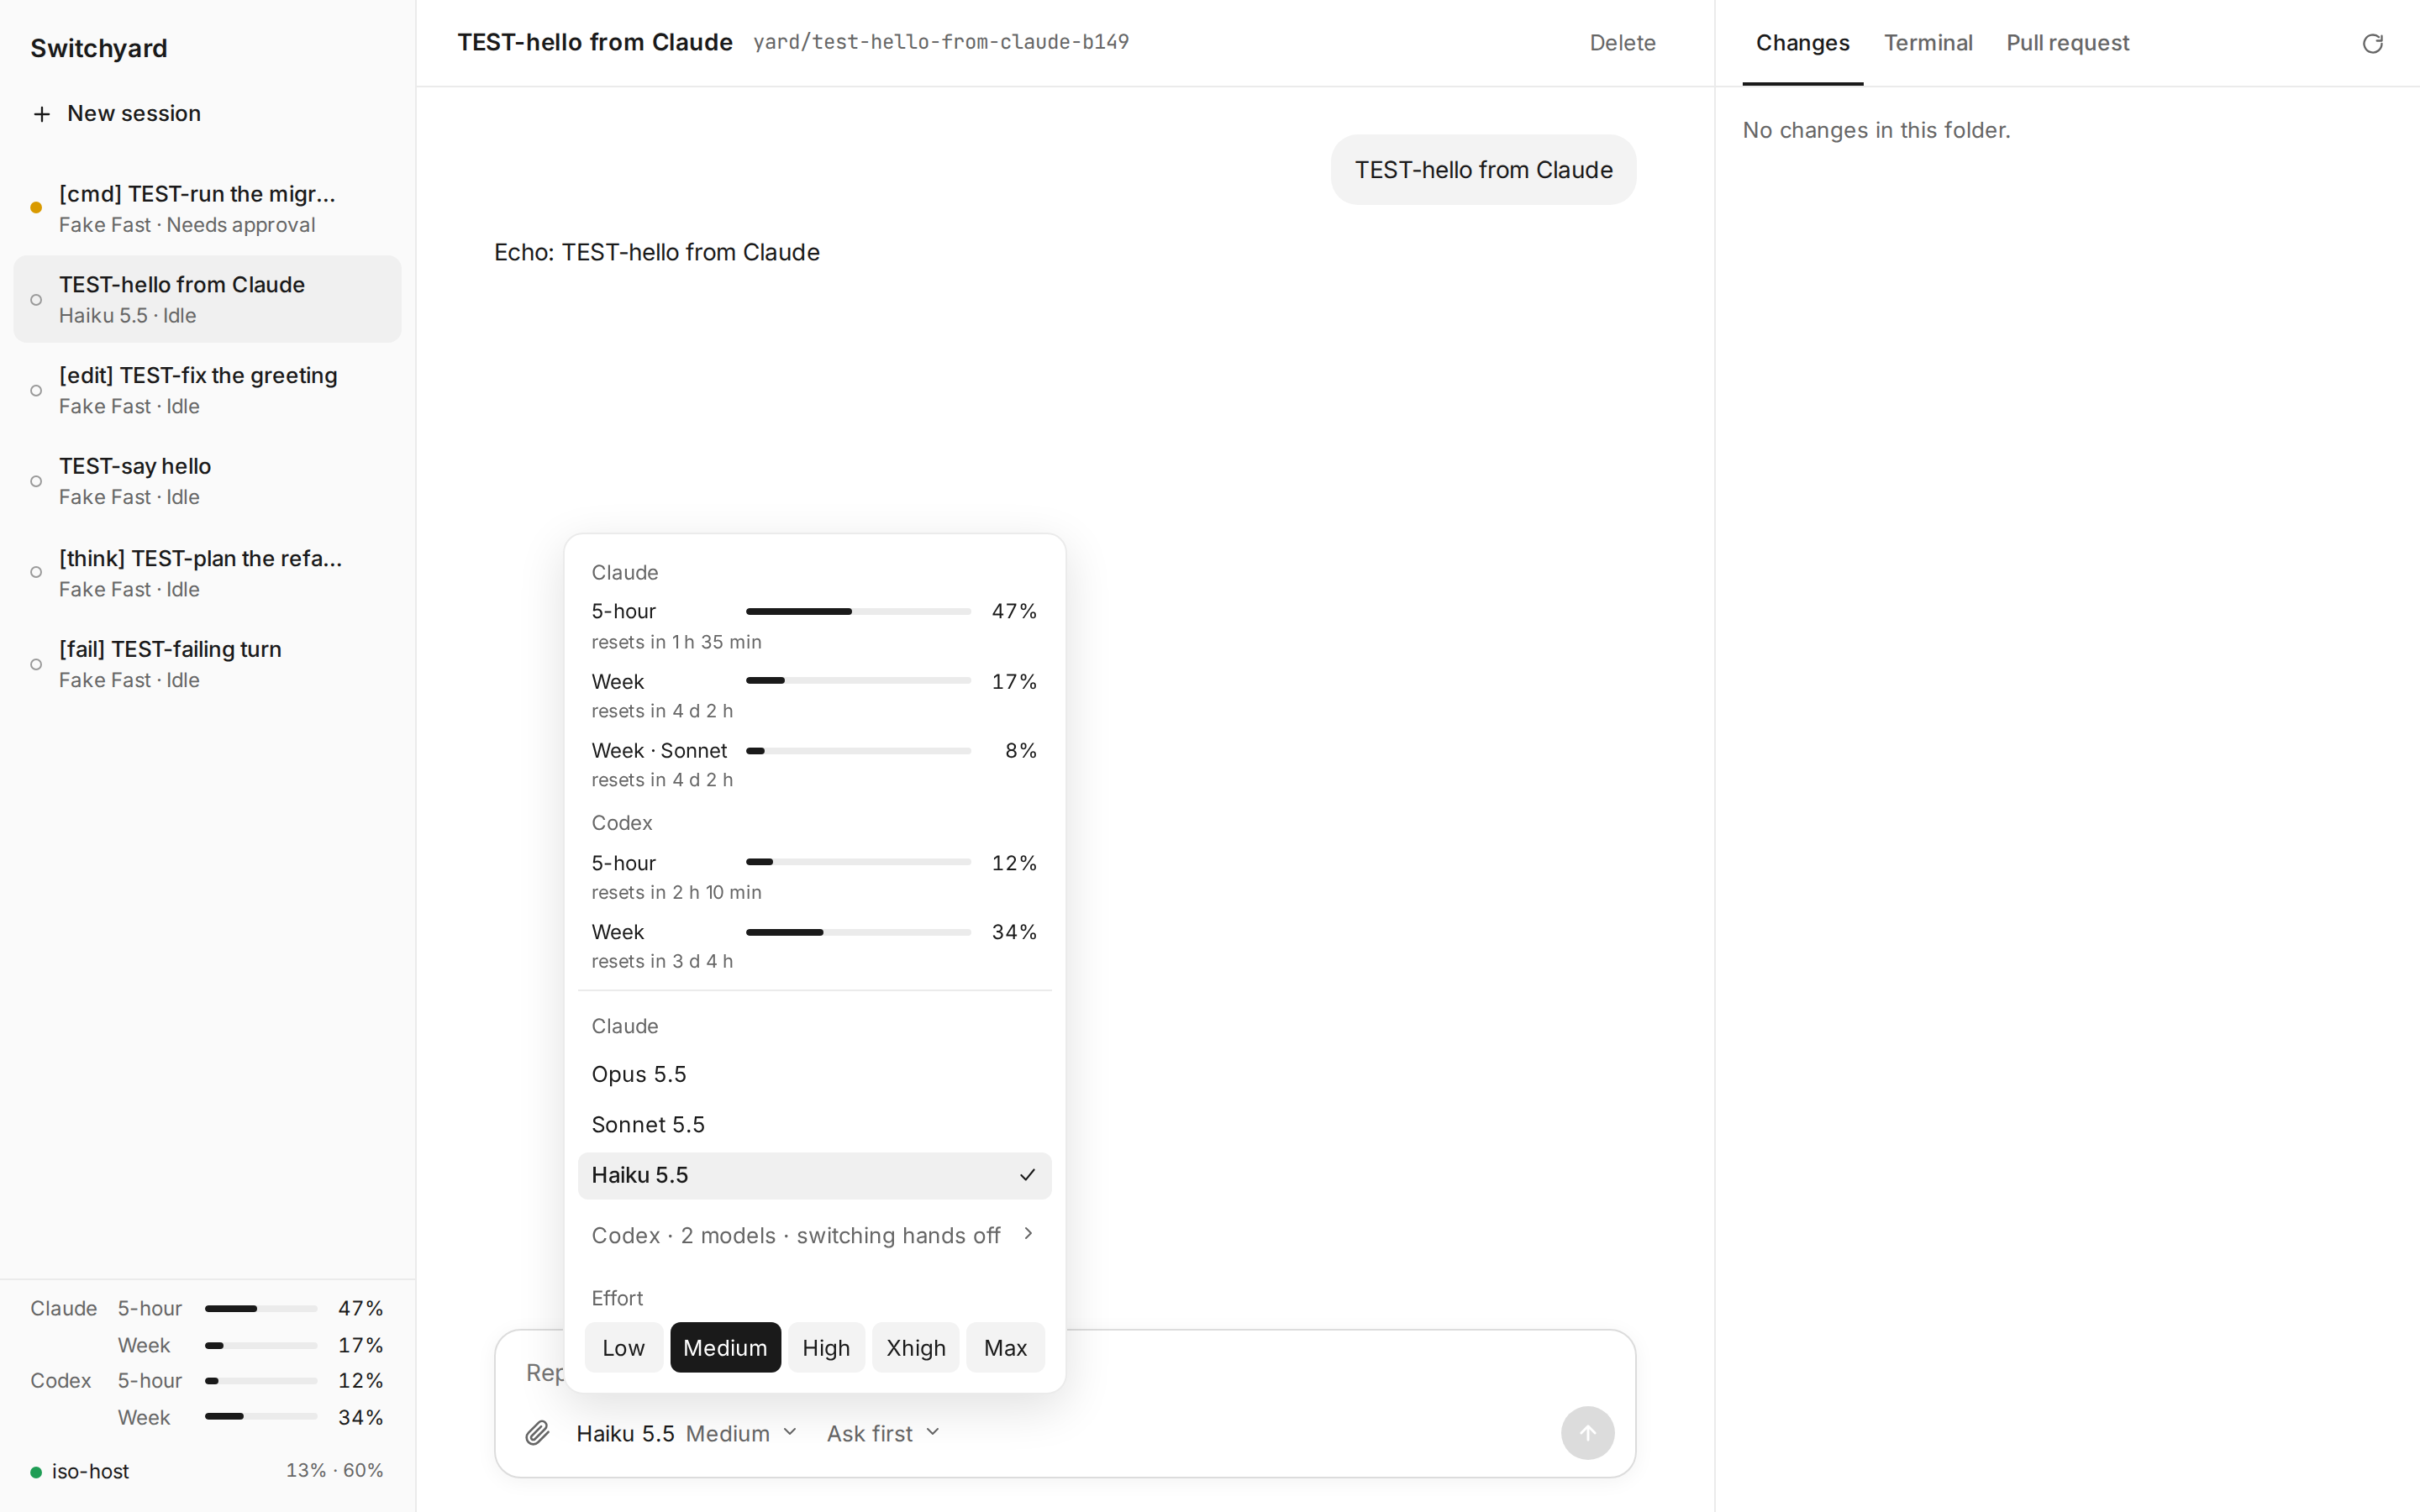 Switchyard
New session
[cmd] TEST-run the migr...
Fake Fast · Needs approval
TEST-hello from Claude
Haiku 5.5 · Idle
[edit] TEST-fix the greeting
Fake Fast · Idle
TEST-say hello
Fake Fast · Idle
[think] TEST-plan the refa...
Fake Fast · Idle
[fail] TEST-failing turn
Fake Fast · Idle
Claude 5-hour 47%
Week 17%
Codex 5-hour 12%
Week 34%
iso-host 13% · 60%
TEST-hello from Claude yard/test-hello-from-claude-b149 Delete
TEST-hello from Claude
Echo: TEST-hello from Claude
Claude
5-hour 47%
resets in 1 h 35 min
Week 17%
resets in 4 d 2 h
Week · Sonnet 8%
resets in 4 d 2 h
Codex
5-hour 12%
resets in 2 h 10 min
Week 34%
resets in 3 d 4 h
Claude
Opus 5.5
Sonnet 5.5
Haiku 5.5
Codex · 2 models · switching hands off
Effort
Low Medium High Xhigh Max
Haiku 5.5 Medium Ask first
Changes Terminal Pull request
No changes in this folder.